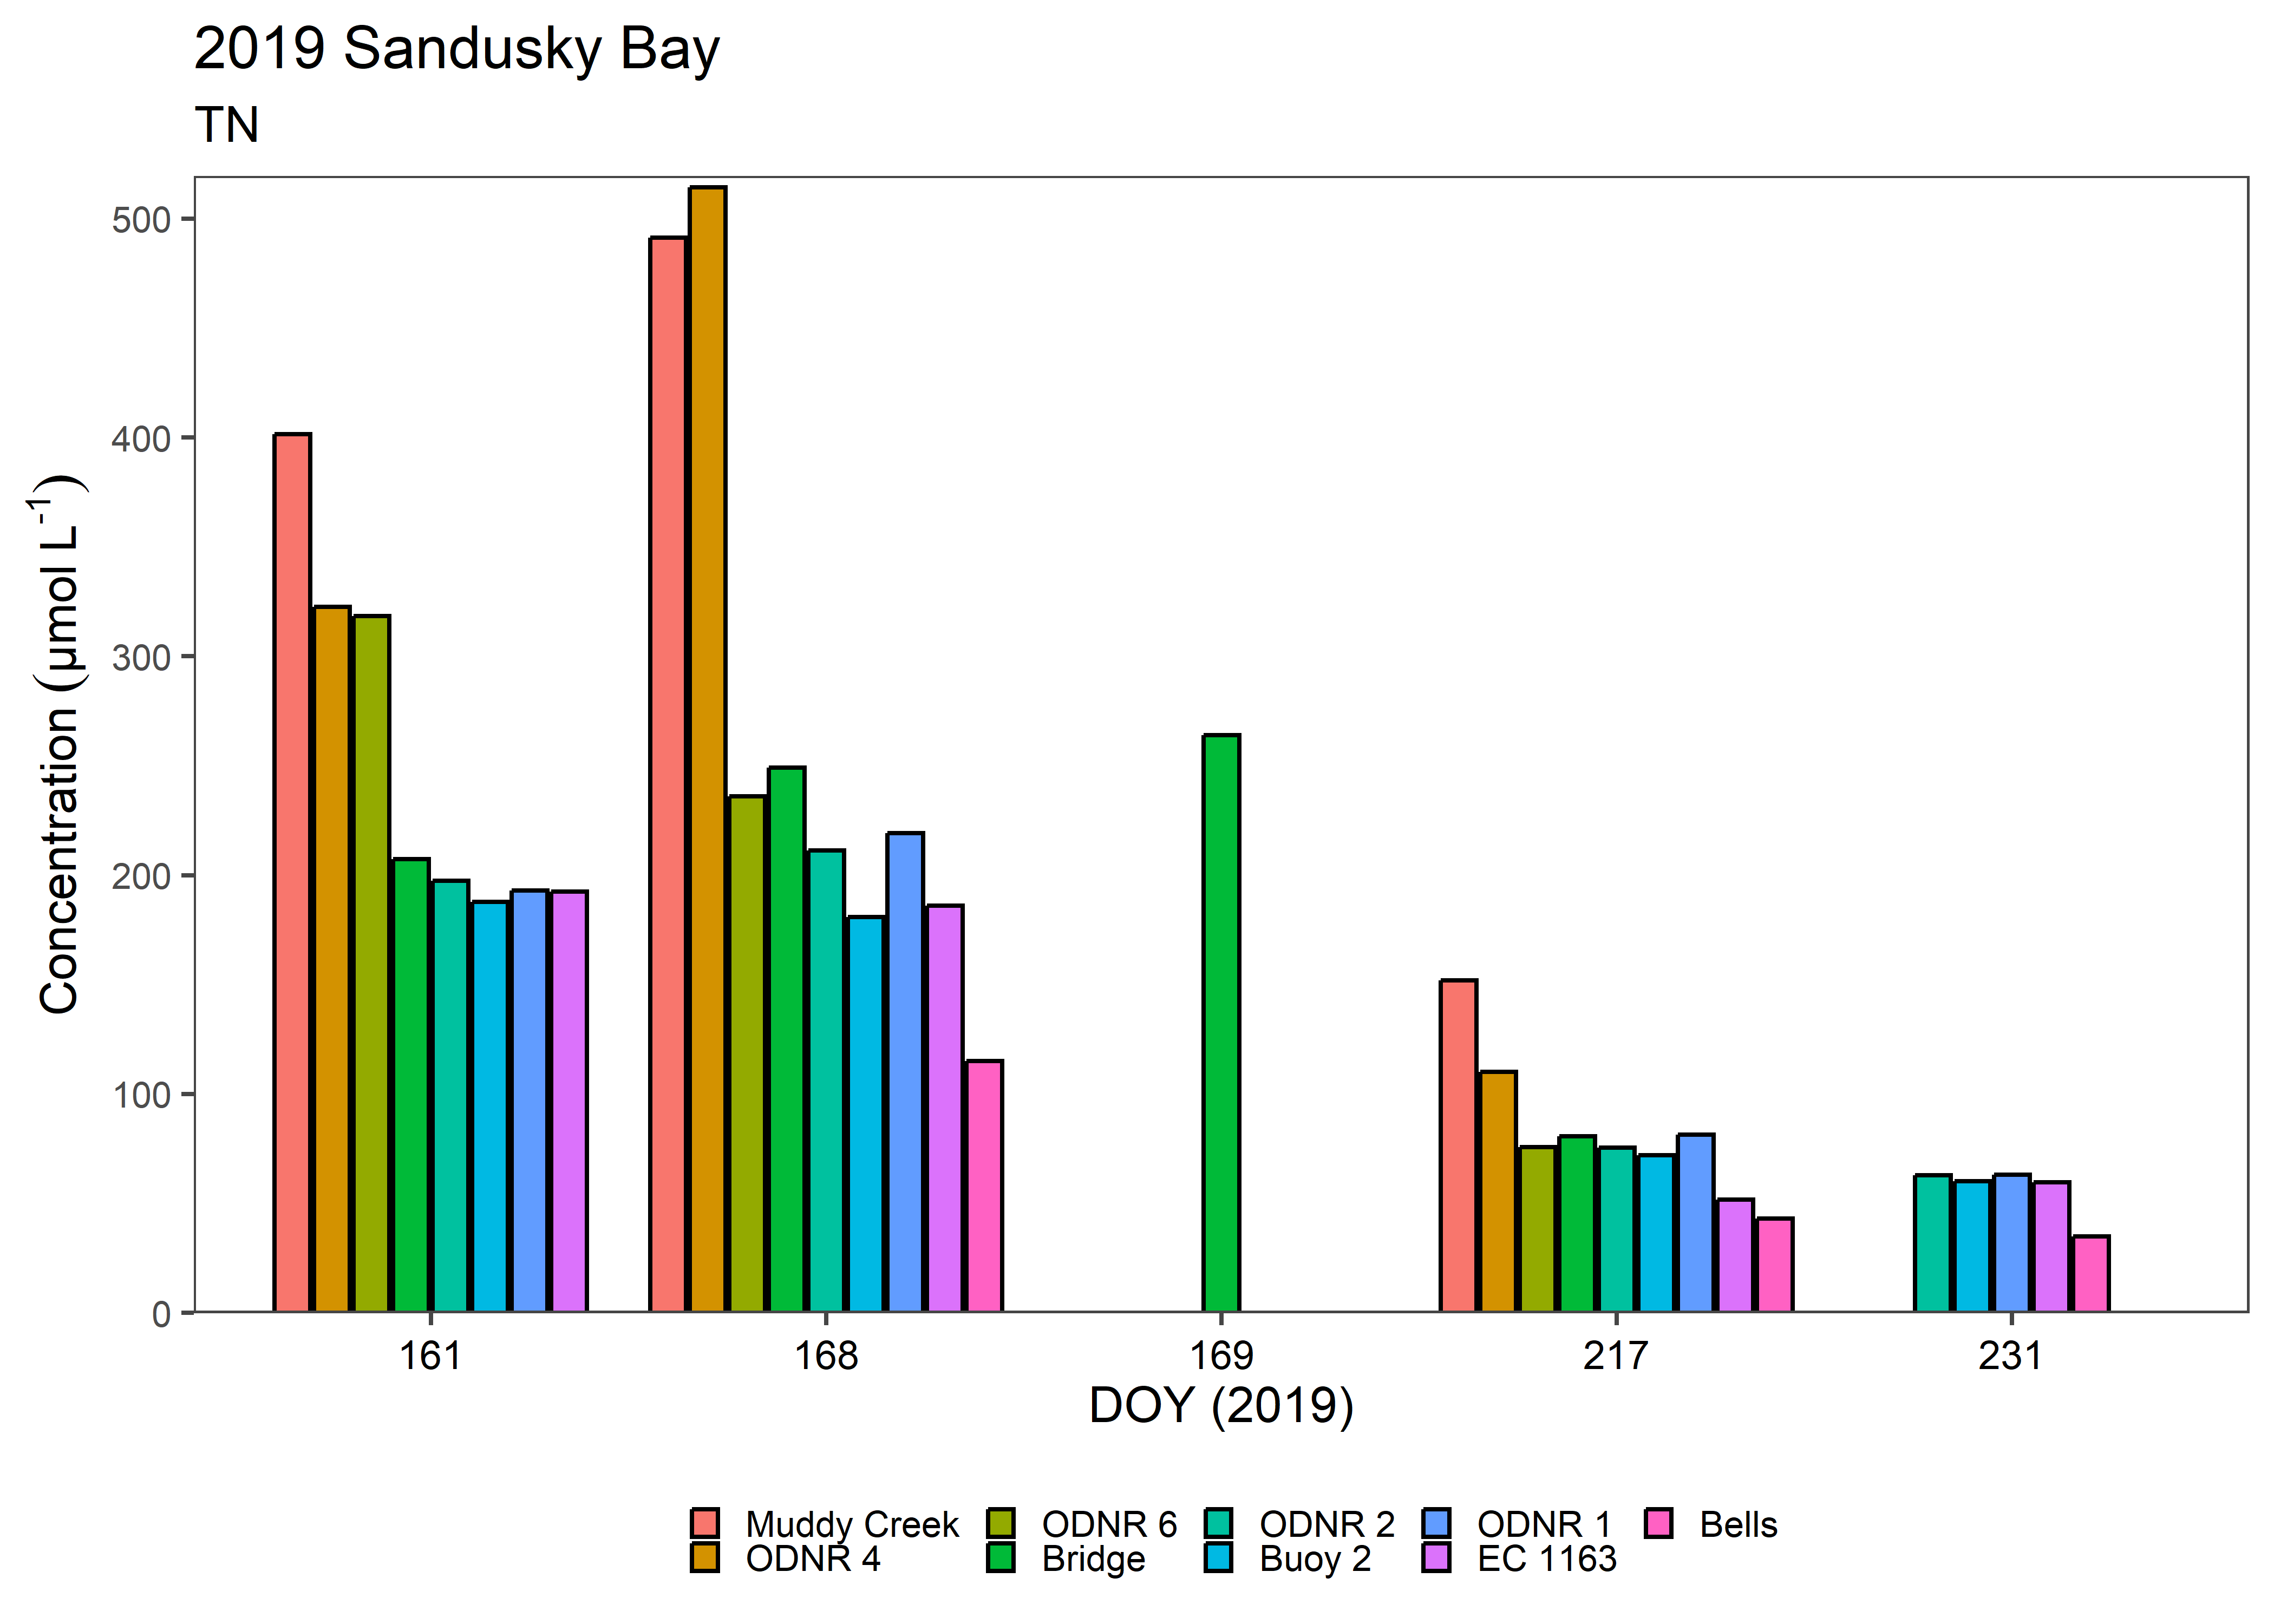 2019 Sandusky Bay
TN
Concentration (µmol L-1)
500
400
300
200
100
0
161 168 169 217 231
DOY (2019)
Muddy Creek ODNR 6 ODNR 2 ODNR 1 Bells
ODNR 4 Bridge Buoy 2 EC 1163